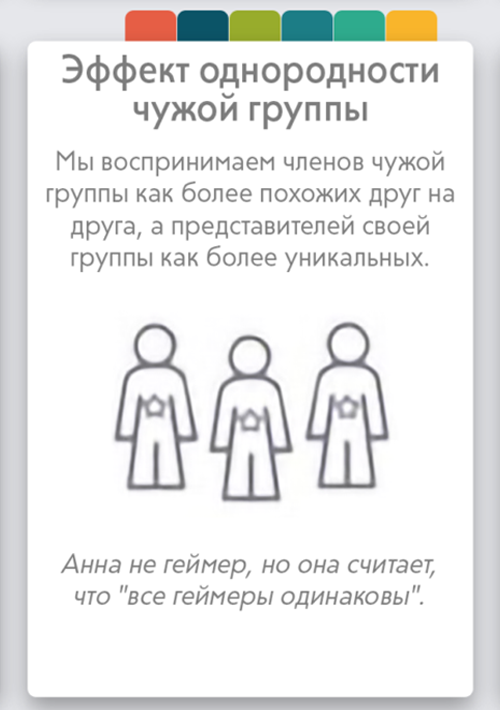 Эффект однородности
чужой группы
Мы воспринимаем членов чужой
группы как более похожих друг на
друга, а представителей своей
группы как более уникальных.
Анна не геймер, но она считает,
что "все геймеры одинаковы".